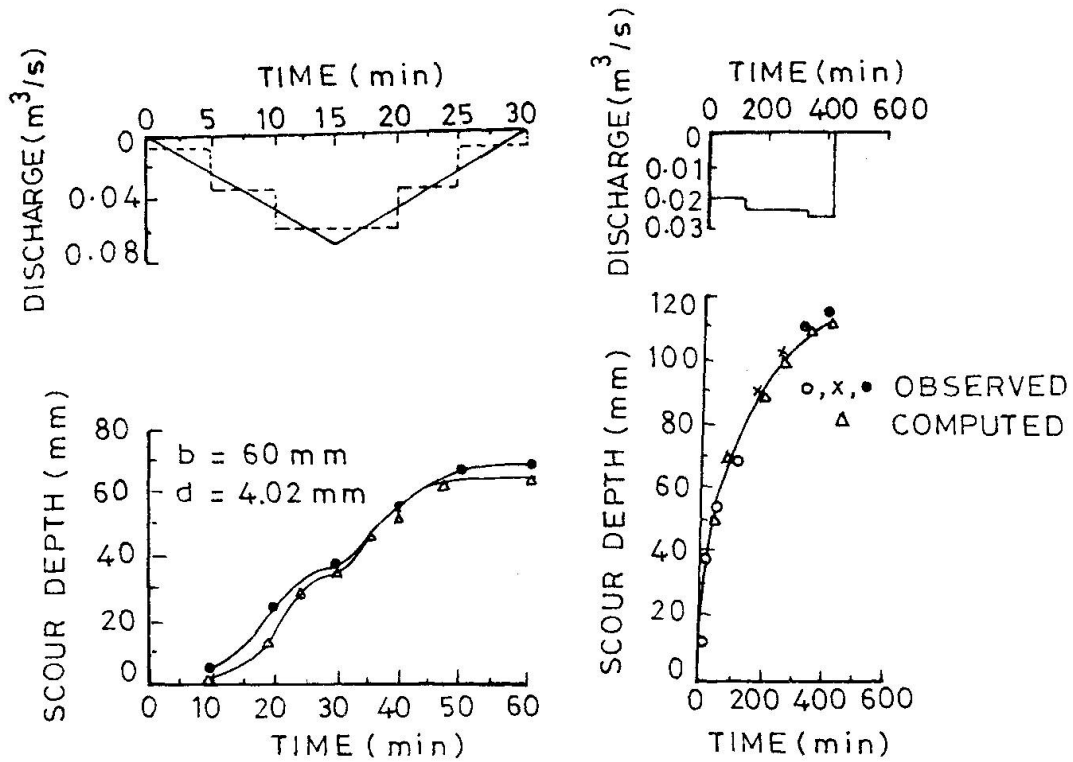 TIME (min)
0 5 10 15 20 25 30
DISCHARGE (m³/s)
0
0.04
0.08
TIME (min)
0 200 400 600
DISCHARGE (m³/s)
0
0.01
0.02
0.03
SCOUR DEPTH (mm)
80
60
40
20
0
b = 60 mm
d = 4.02 mm
0 10 20 30 40 50 60
TIME (min)
SCOUR DEPTH (mm)
120
100
80
60
40
20
0
o, x, • OBSERVED
Δ COMPUTED
0 200 400 600
TIME (min)